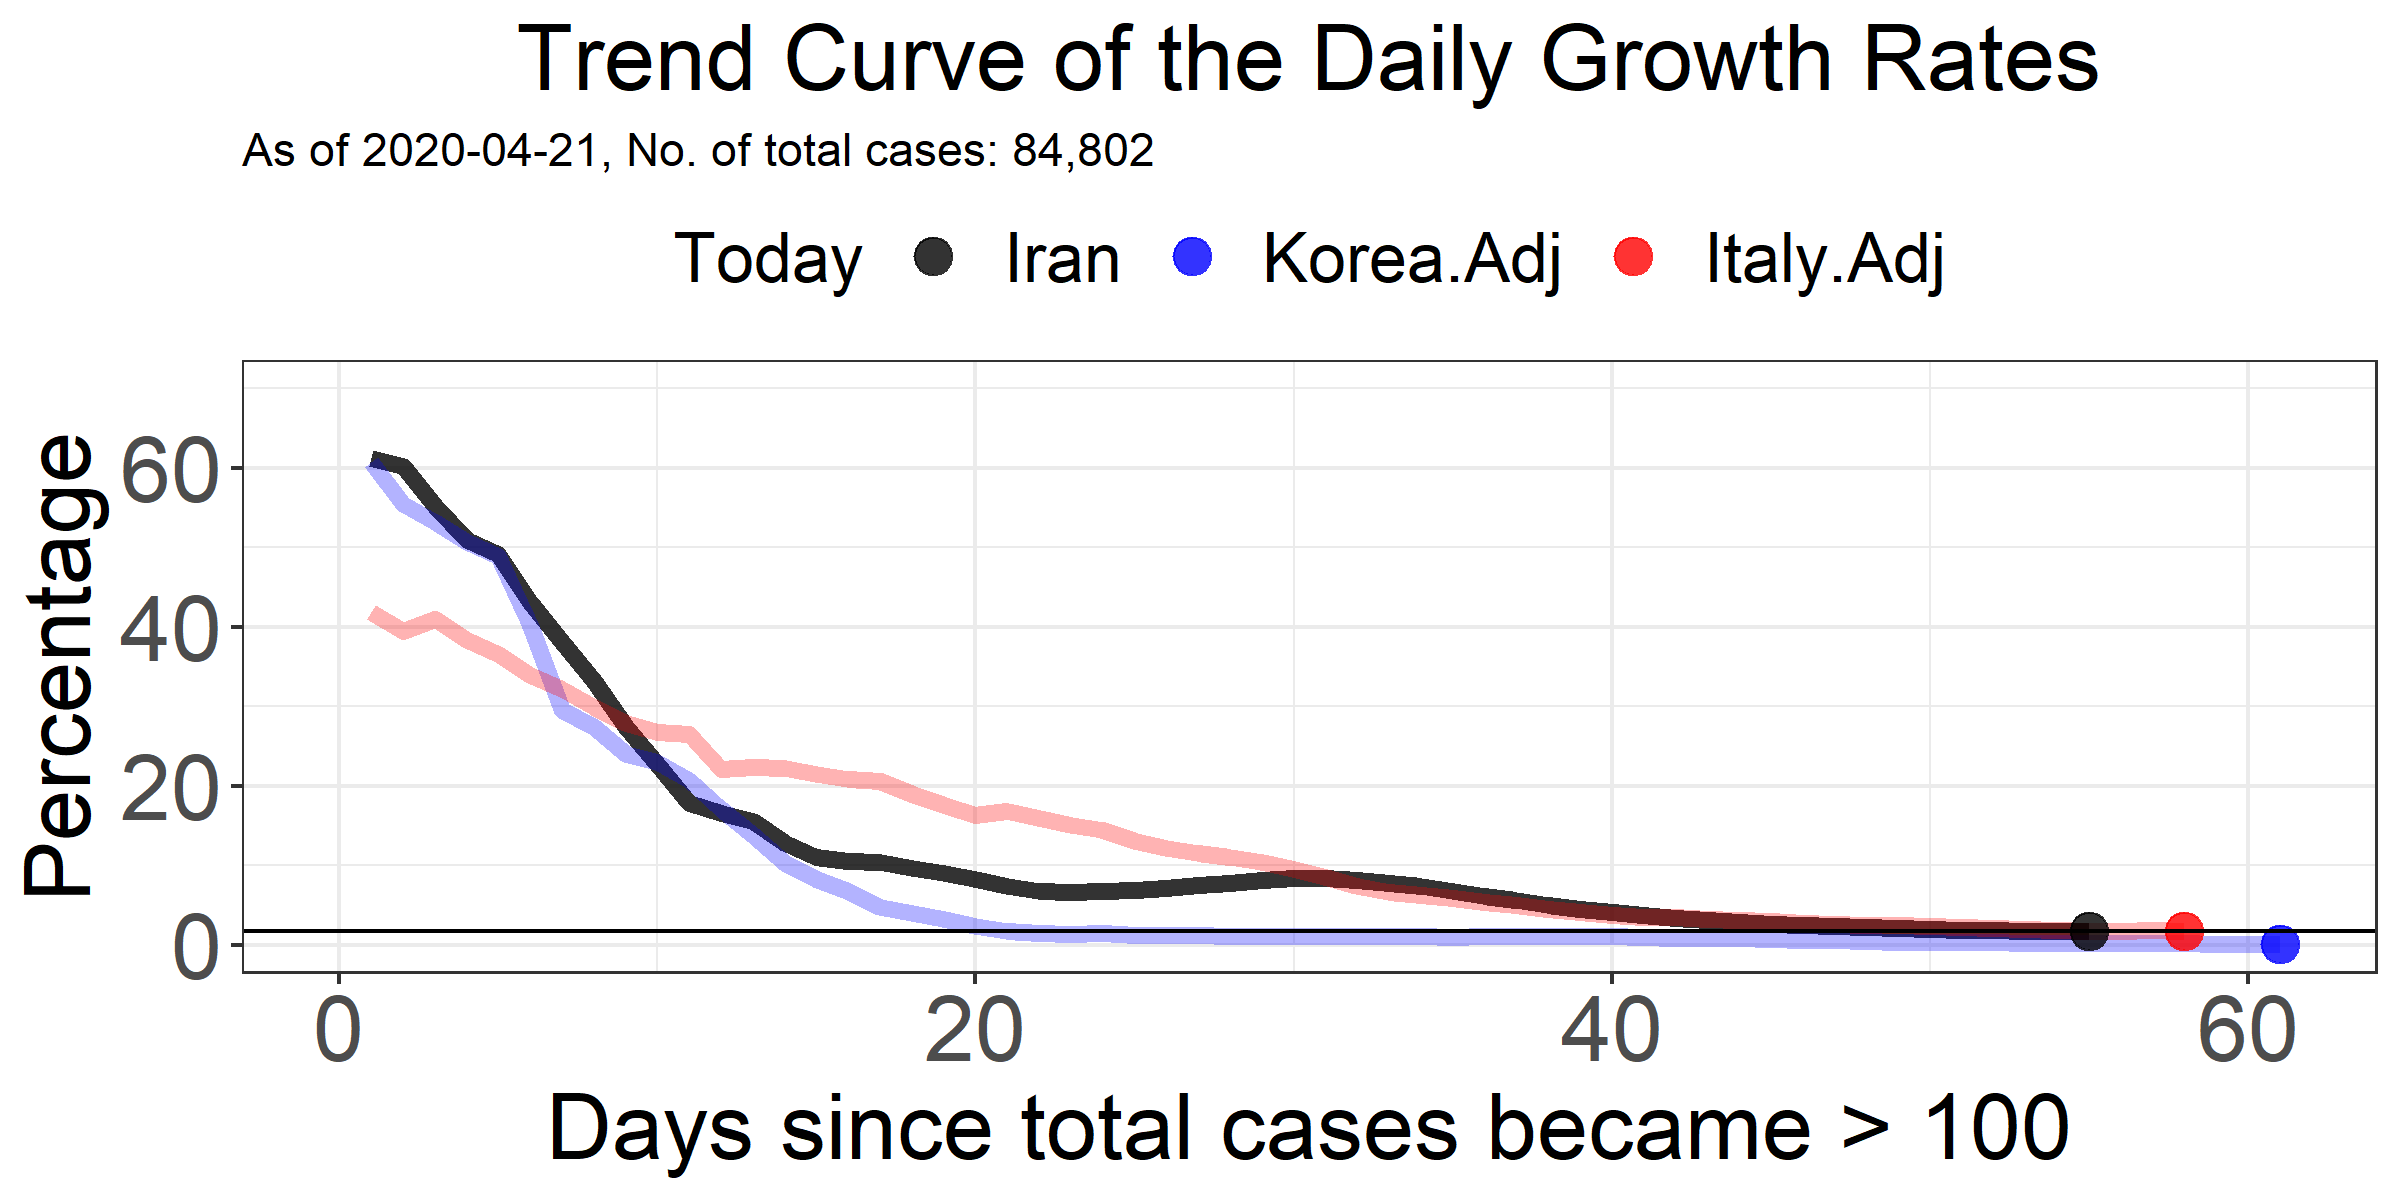 Trend Curve of the Daily Growth Rates
As of 2020-04-21, No. of total cases: 84,802
Today Iran Korea.Adj Italy.Adj
Percentage
60
40
20
0
0 20 40 60
Days since total cases became > 100